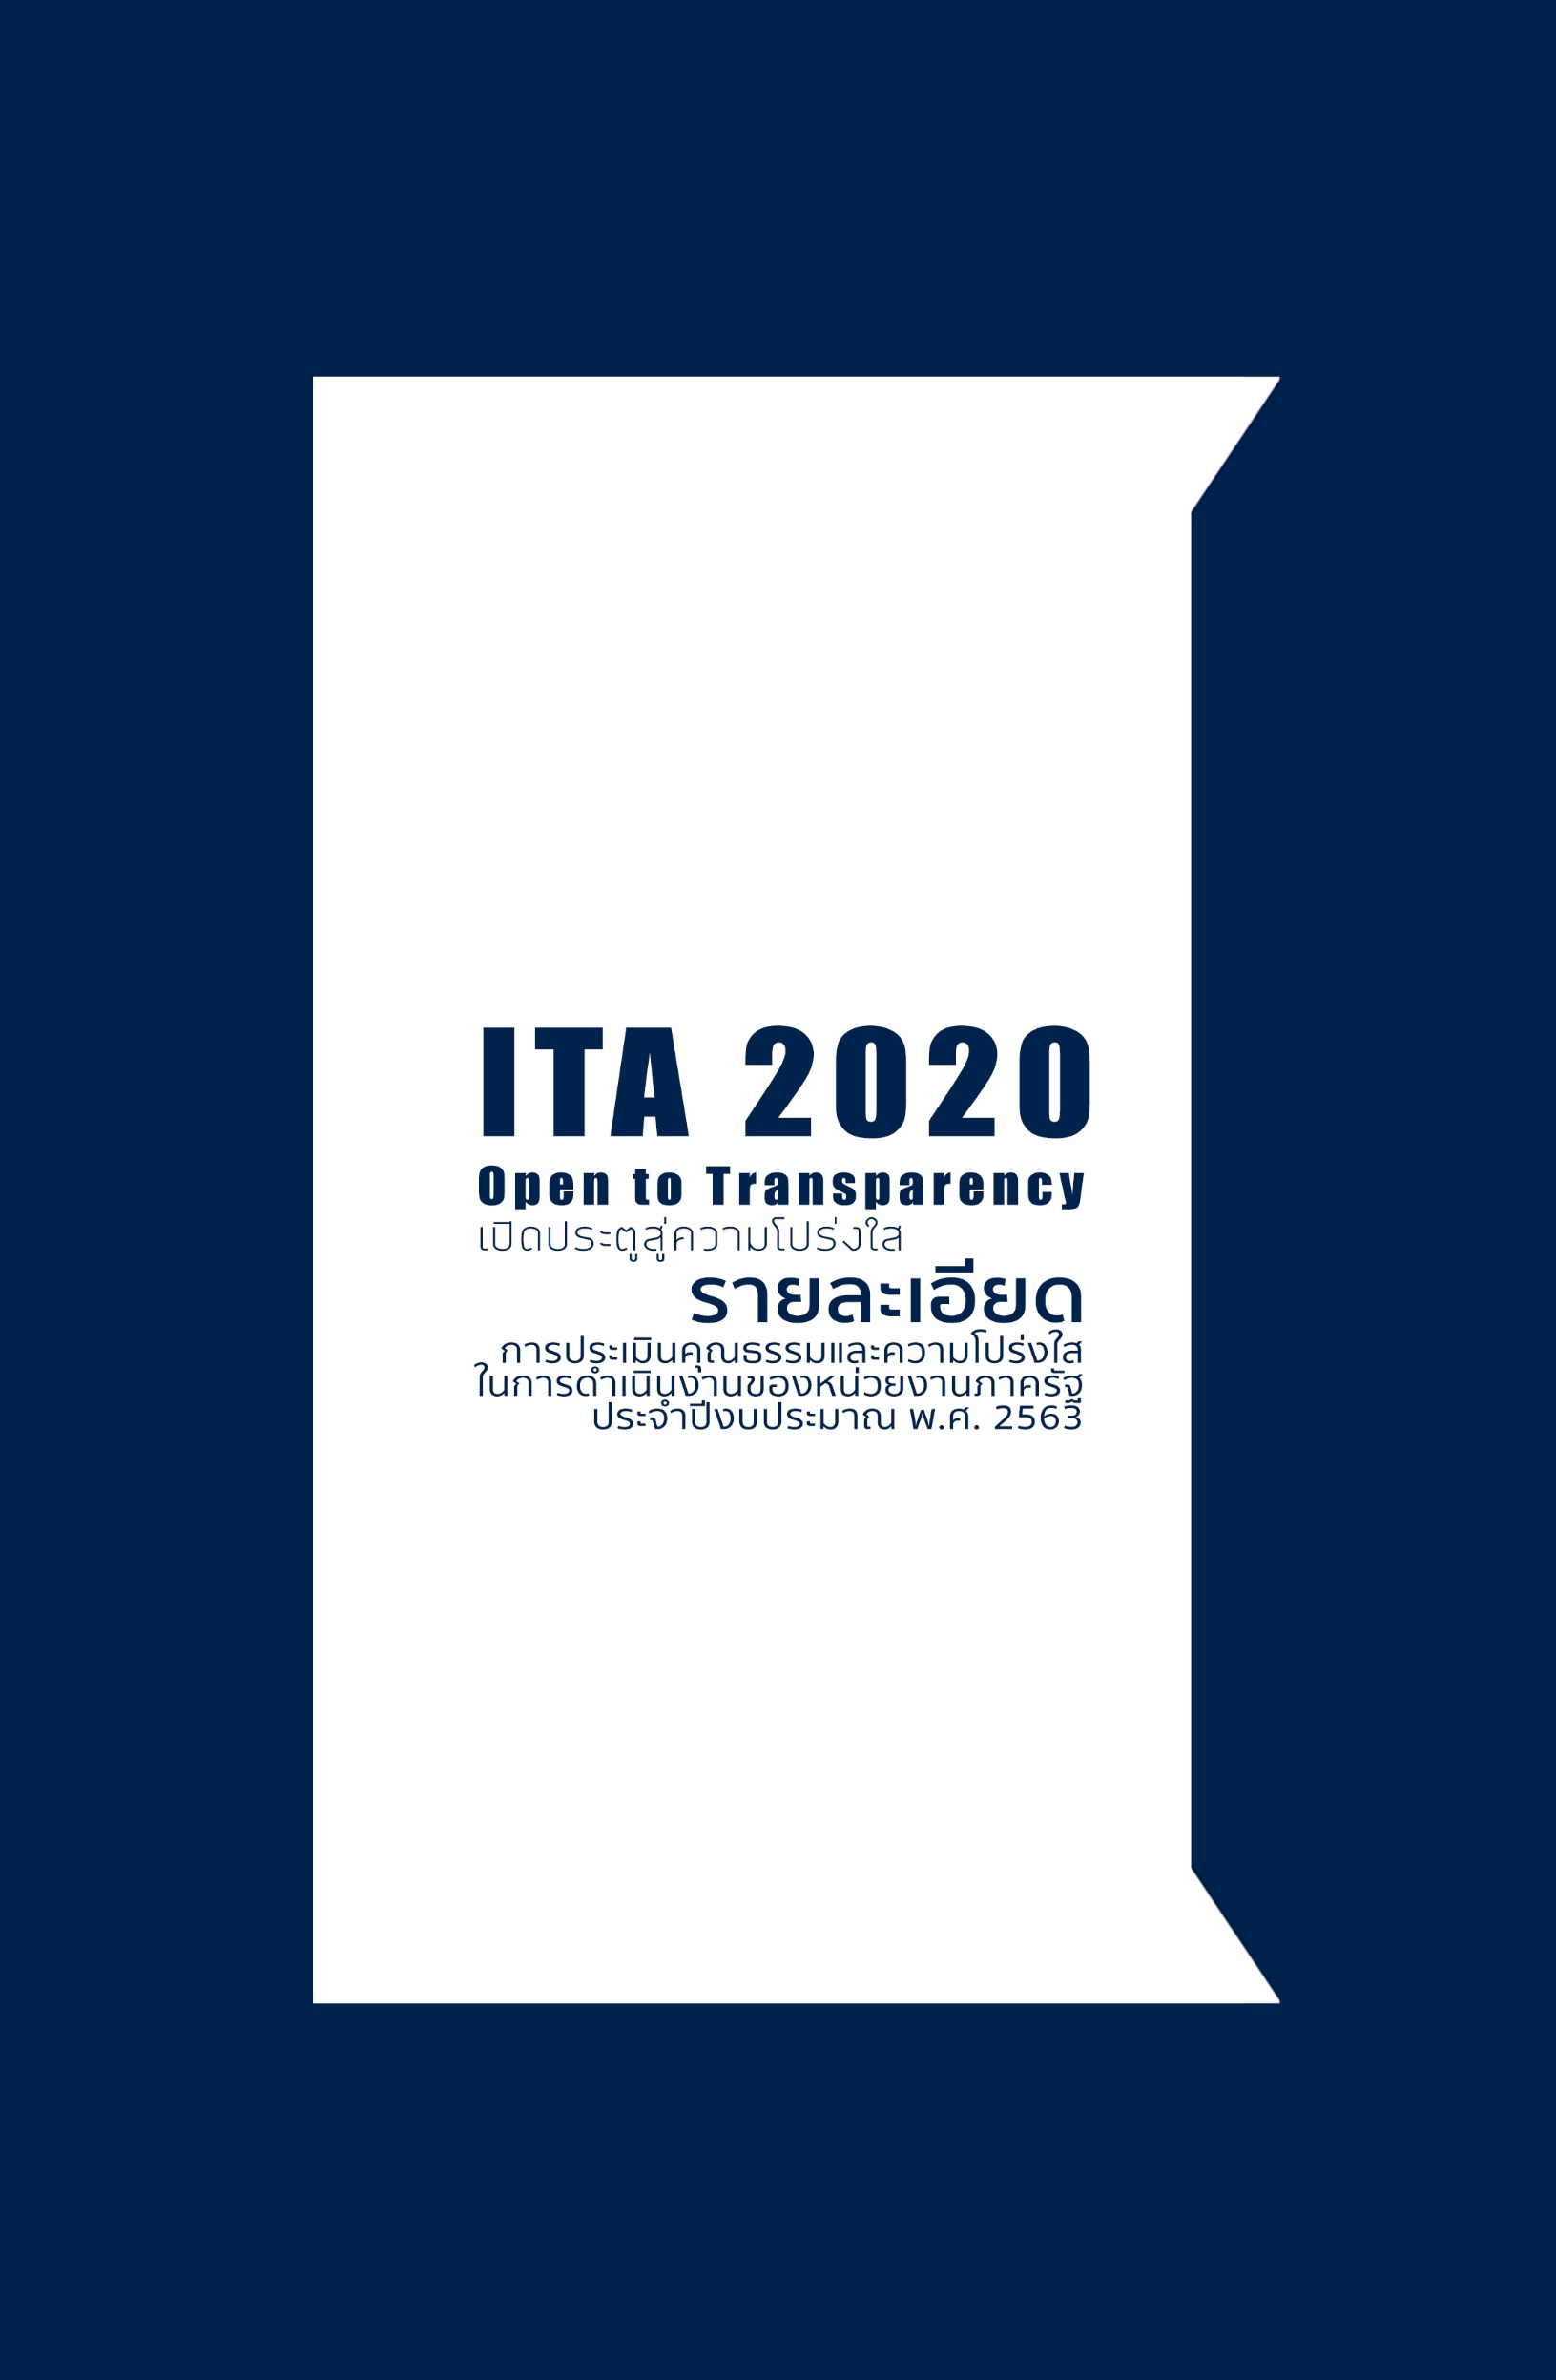 ITA 2020
Open to Transparency
เปิดประตูสู่ความโปร่งใส
รายละเอียด
การประเมินคุณธรรมและความโปร่งใส
ในการดำเนินงานของหน่วยงานภาครัฐ
ประจำปีงบประมาณ พ.ศ. 2563